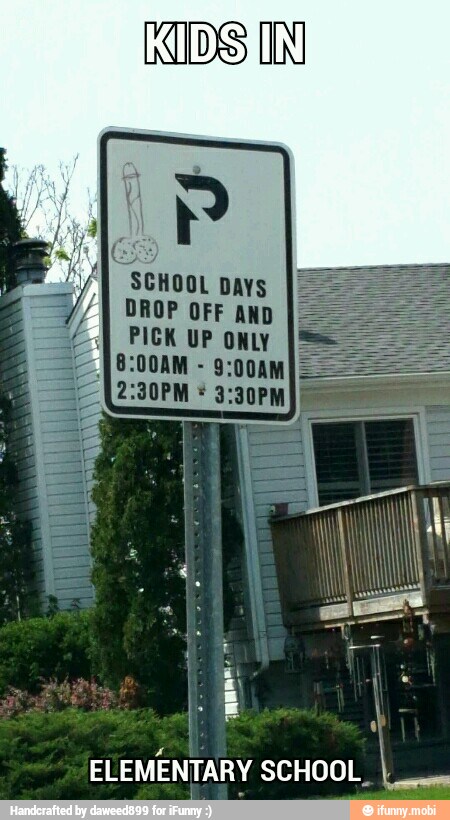 KIDS IN
P
SCHOOL DAYS
DROP OFF AND
PICK UP ONLY
8:00AM - 9:00AM
2:30PM - 3:30PM
ELEMENTARY SCHOOL
Handcrafted by daweed899 for iFunny :)
ifunny.mobi